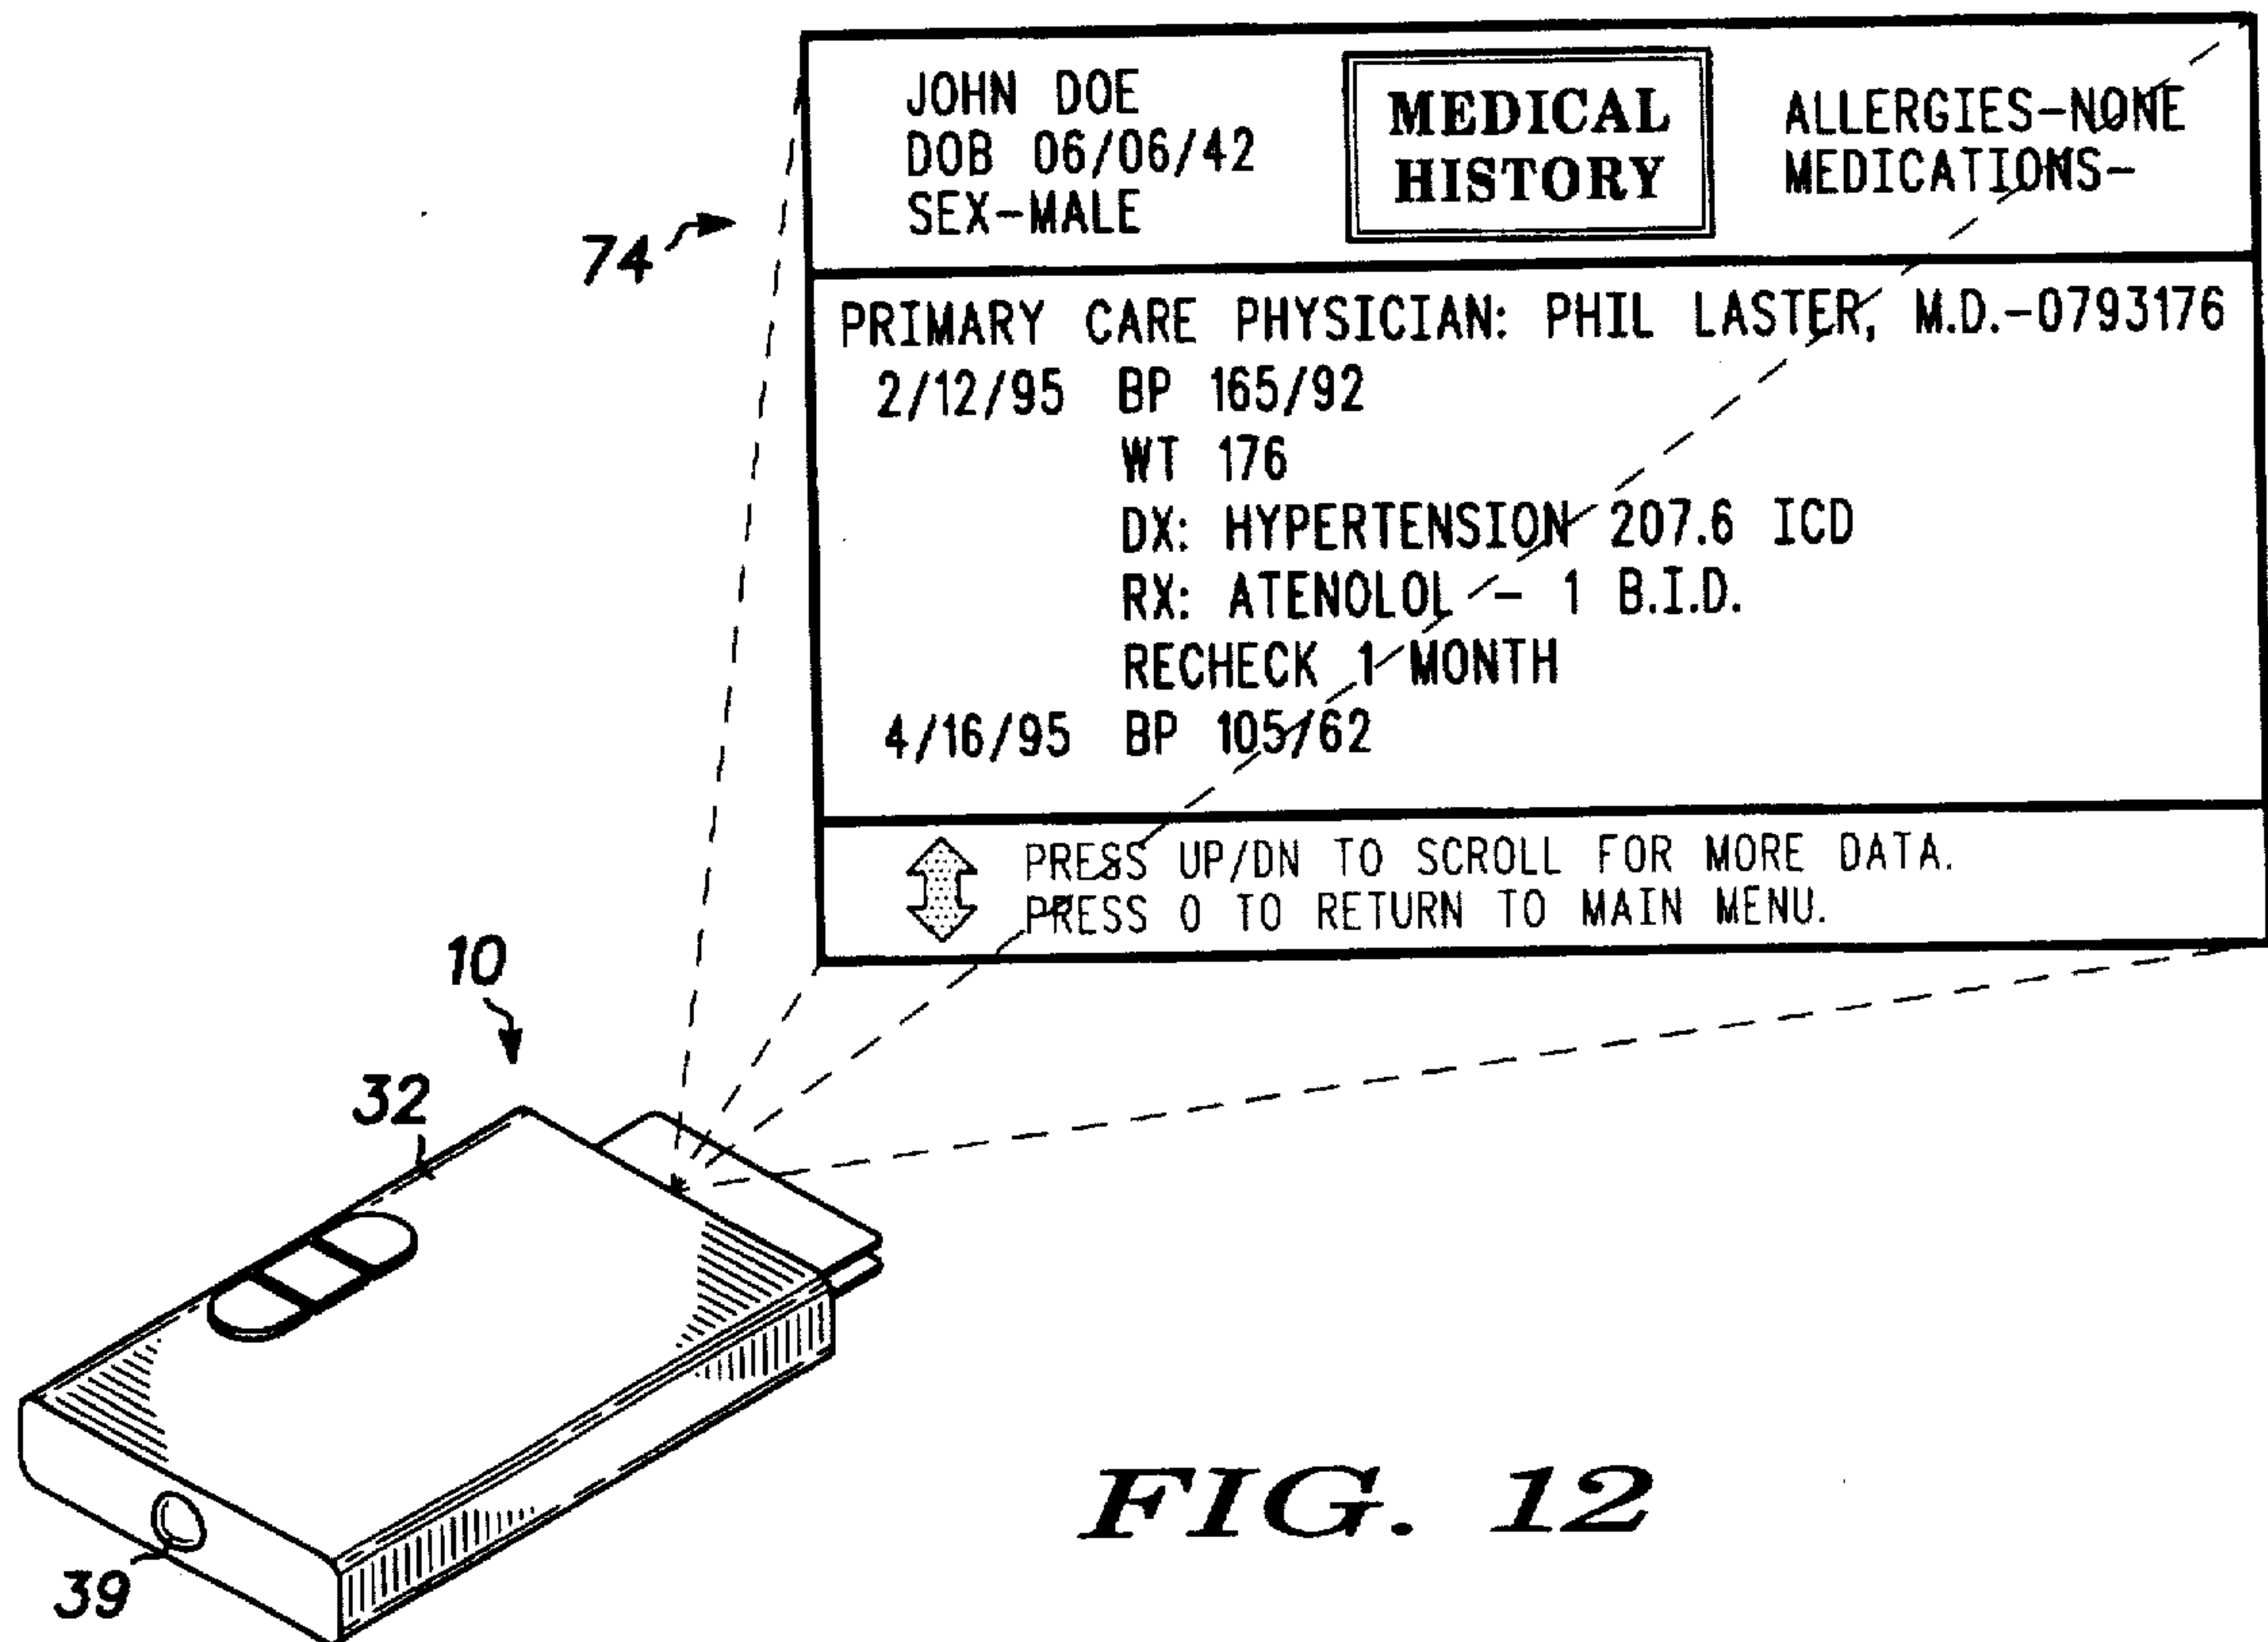 JOHN DOE
DOB 06/06/42
SEX-MALE
MEDICAL
HISTORY
ALLERGIES-NONE
MEDICATIONS-
74
PRIMARY CARE PHYSICIAN: PHIL LASTER, M.D.-0793176
2/12/95 BP 165/92
WT 176
DX: HYPERTENSION 207.6 ICD
RX: ATENOLOL - 1 B.I.D.
RECHECK 1 MONTH
4/16/95 BP 105/62
PRESS UP/DN TO SCROLL FOR MORE DATA.
PRESS 0 TO RETURN TO MAIN MENU.
10
32
39
FIG. 12